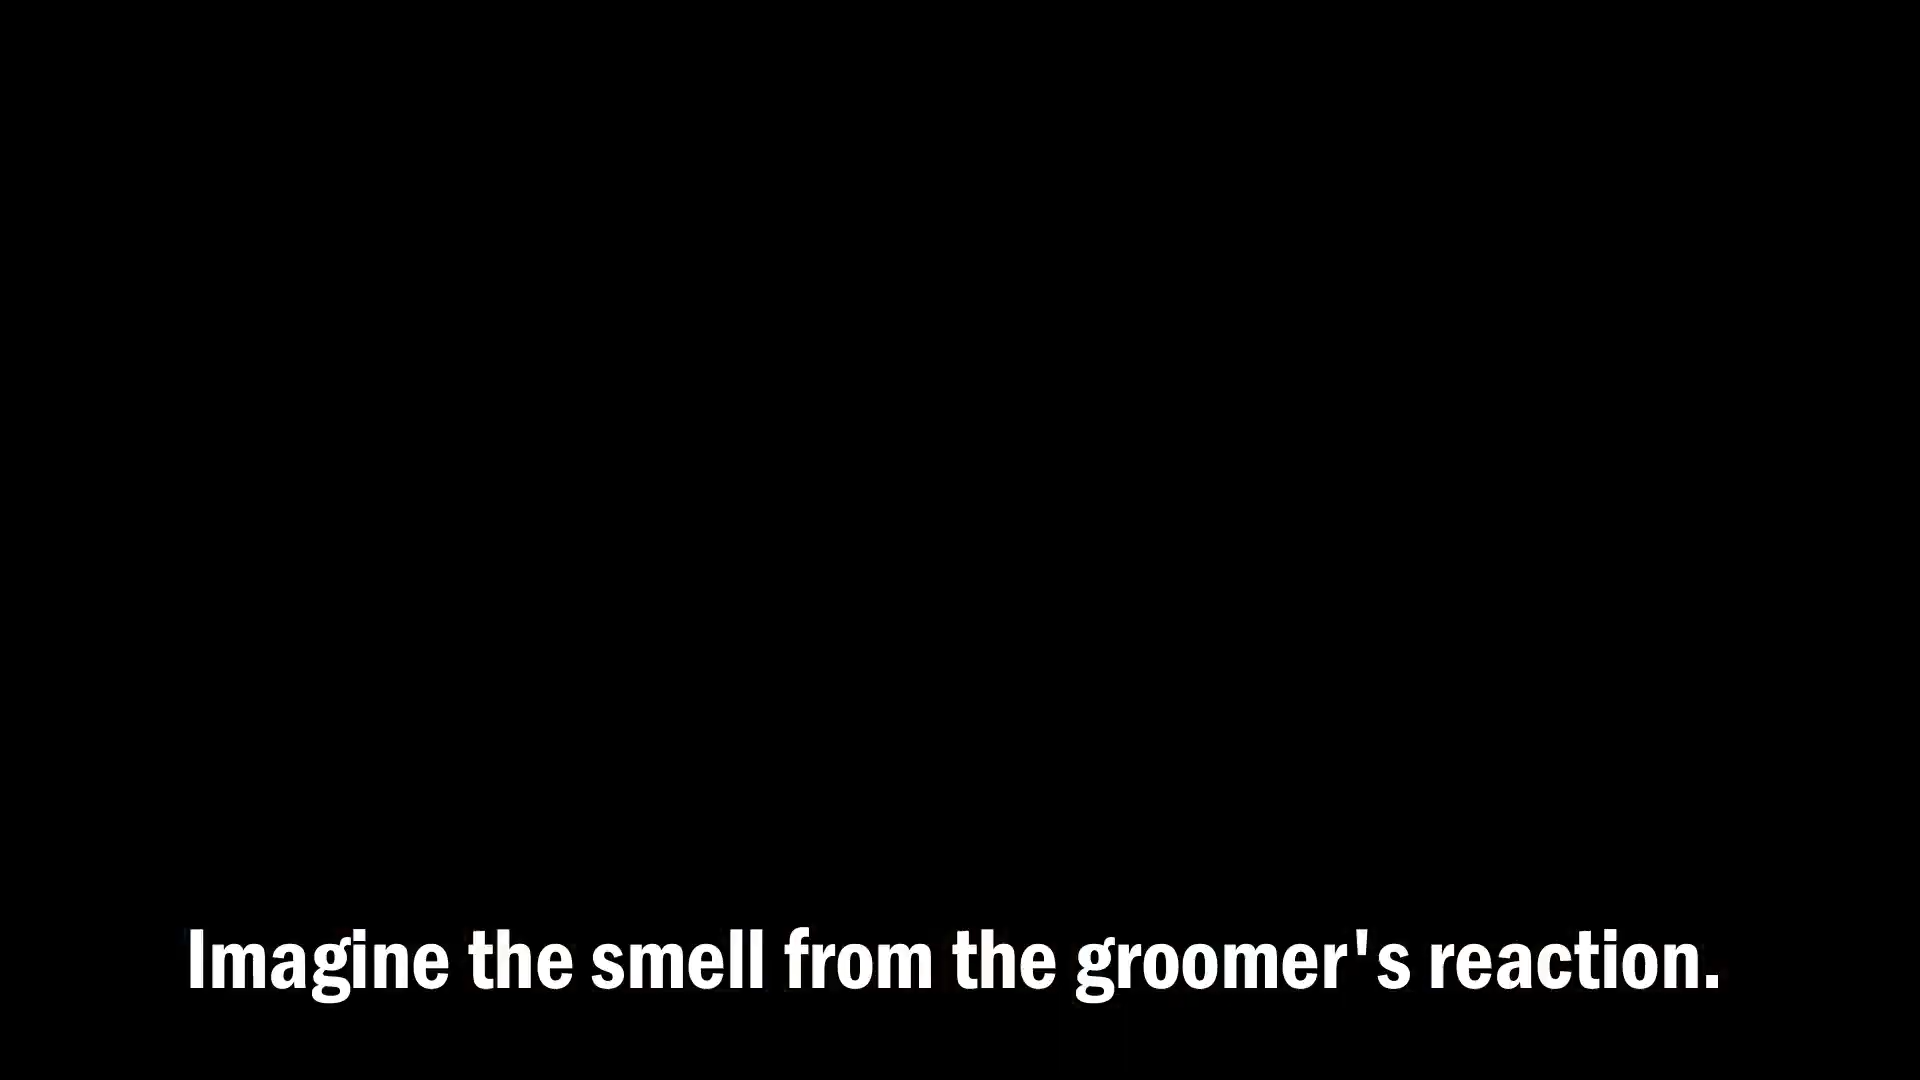 Imagine the smell from the groomer's reaction.